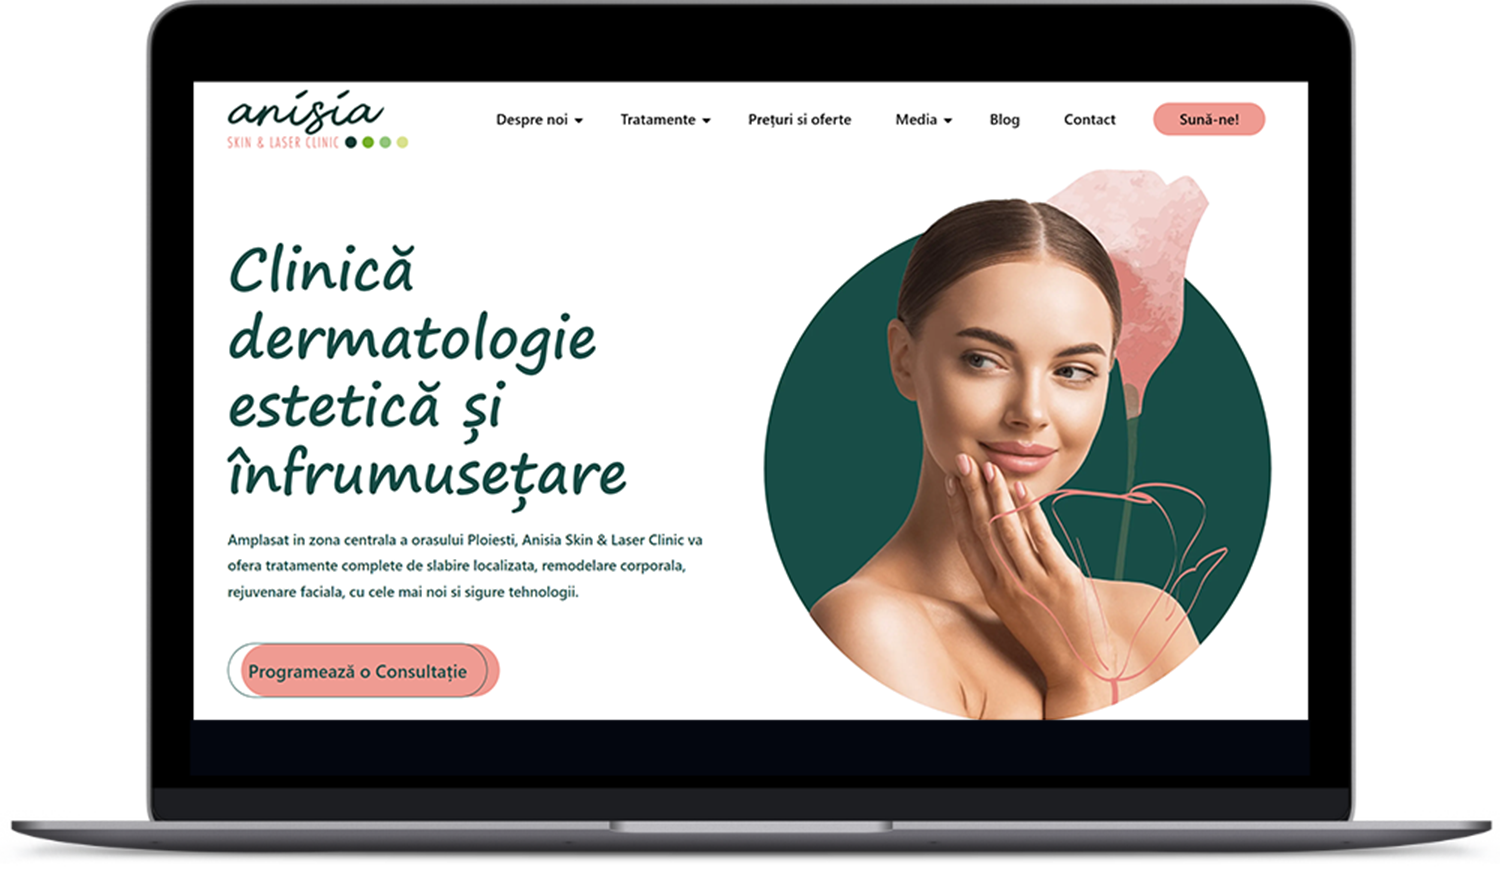 anisia
SKIN & LASER CLINIC
Despre noi
Tratamente
Prețuri si oferte
Media
Blog
Contact
Sună-ne!
Clinică
dermatologie
estetică și
înfrumusețare
Amplasat in zona centrala a orasului Ploiesti, Anisia Skin & Laser Clinic va
ofera tratamente complete de slabire localizata, remodelare corporala,
rejuvenare faciala, cu cele mai noi si sigure tehnologii.
Programează o Consultație